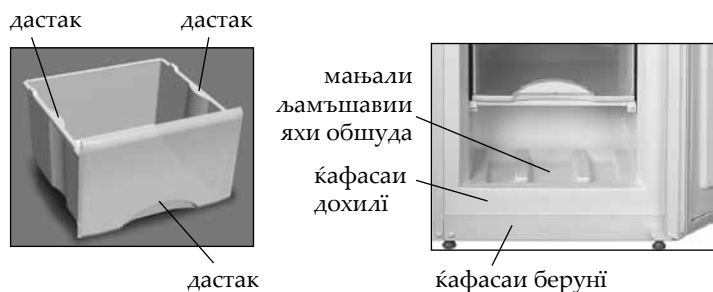 дастак
дастак
дастак
мањали
љамъшавии
яхи обшуда
ќафасаи
дохилї
ќафасаи берунї